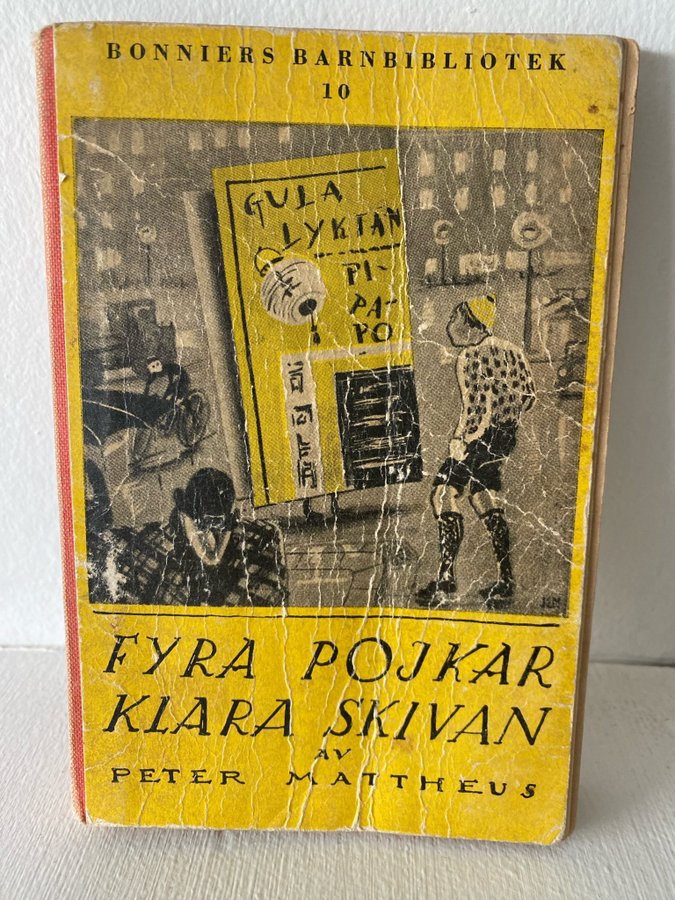 BONNIERS BARNBIBLIOTEK
10
GULA
LYKTAN
PI-
PA-
PO
FYRA POJKAR
KLARA SKIVAN
AV
PETER MATTHEUS